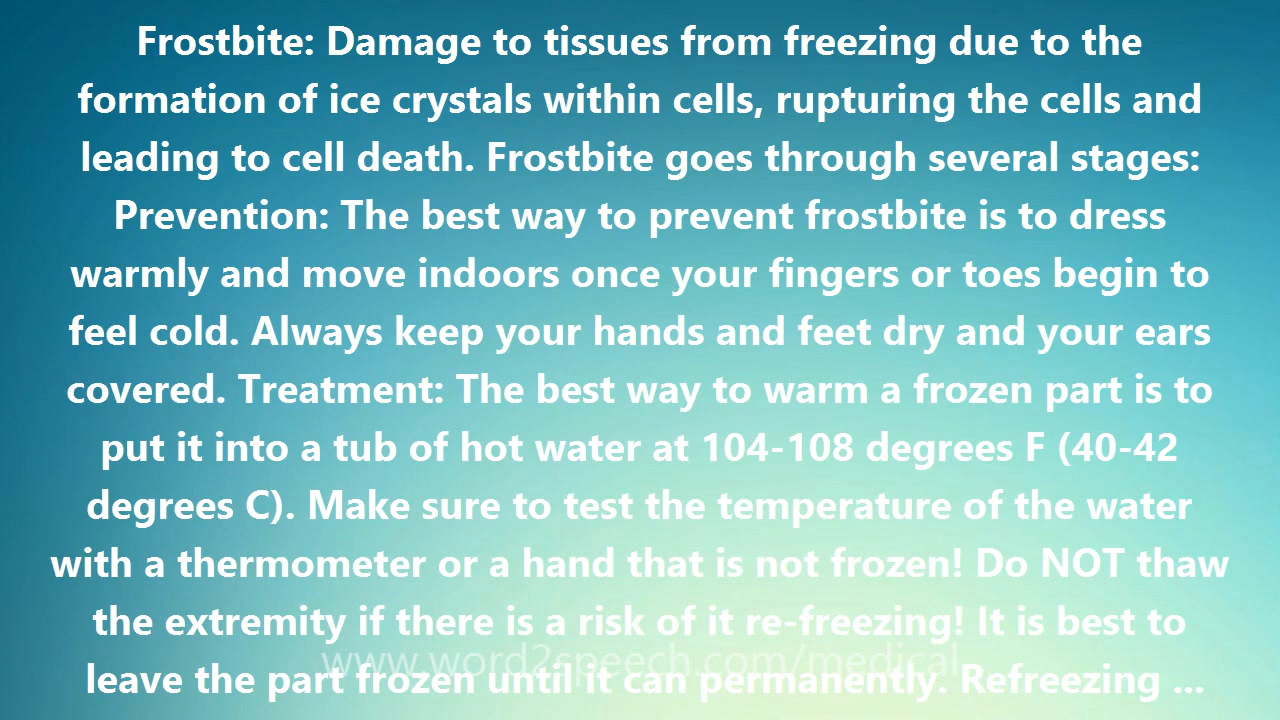 Frostbite: Damage to tissues from freezing due to the
formation of ice crystals within cells, rupturing the cells and
leading to cell death. Frostbite goes through several stages:
Prevention: The best way to prevent frostbite is to dress
warmly and move indoors once your fingers or toes begin to
feel cold. Always keep your hands and feet dry and your ears
covered. Treatment: The best way to warm a frozen part is to
put it into a tub of hot water at 104-108 degrees F (40-42
degrees C). Make sure to test the temperature of the water
with a thermometer or a hand that is not frozen! Do NOT thaw
the extremity if there is a risk of it re-freezing! It is best to
www.word2speech.com/medical
leave the part frozen until it can permanently. Refreezing ...